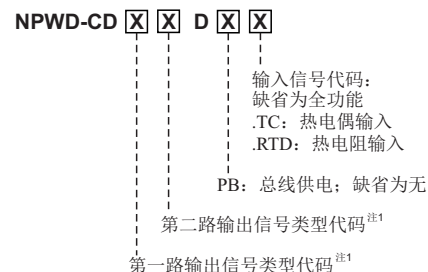 NPWD-CD X X D X X
输入信号代码：
缺省为全功能
.TC：热电偶输入
.RTD：热电阻输入
PB：总线供电；缺省为无
第二路输出信号类型代码注1
第一路输出信号类型代码注1